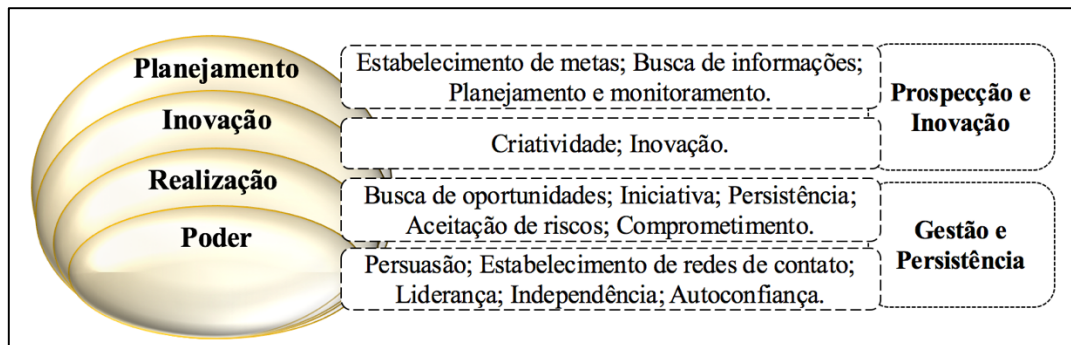 Planejamento
Estabelecimento de metas; Busca de informações;
Planejamento e monitoramento.
Inovação
Criatividade; Inovação.
Prospecção e
Inovação
Realização
Busca de oportunidades; Iniciativa; Persistência;
Aceitação de riscos; Comprometimento.
Poder
Persuasão; Estabelecimento de redes de contato;
Liderança; Independência; Autoconfiança.
Gestão e
Persistência